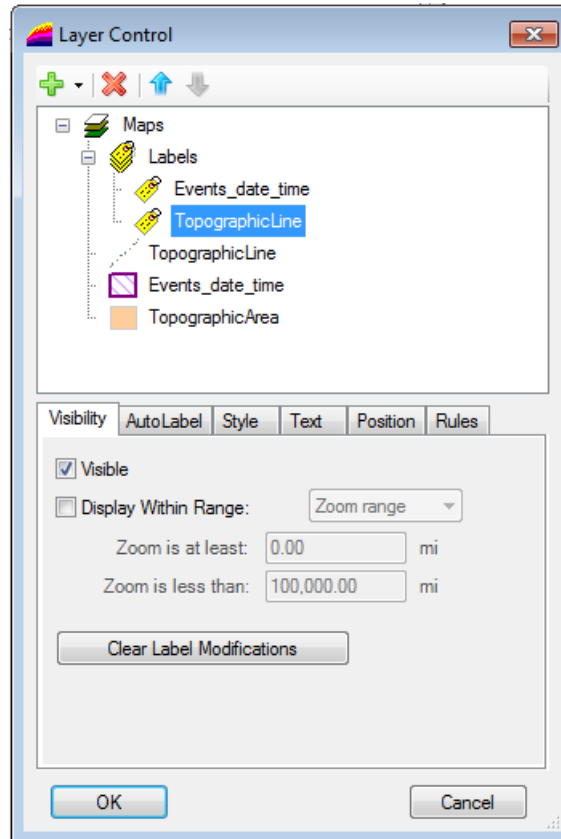 Layer Control
Maps
Labels
Events_date_time
TopographicLine
TopographicLine
Events_date_time
TopographicArea
Visibility AutoLabel Style Text Position Rules
Visible
Display Within Range: Zoom range
Zoom is at least: 0.00 mi
Zoom is less than: 100,000.00 mi
Clear Label Modifications
OK Cancel